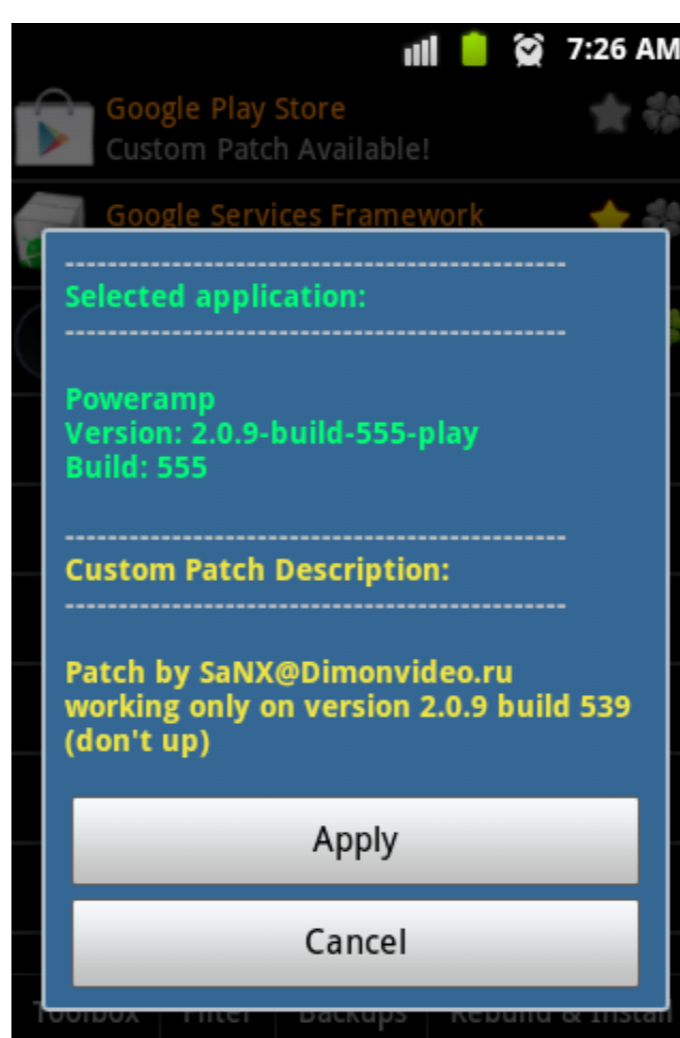 7:26 AM
Google Play Store
Custom Patch Available!
Google Services Framework
----------------------------------------------
Selected application:
----------------------------------------------
Poweramp
Version: 2.0.9-build-555-play
Build: 555
----------------------------------------------
Custom Patch Description:
----------------------------------------------
Patch by SaNX@Dimonvideo.ru
working only on version 2.0.9 build 539
(don't up)
Apply
Cancel
Toolbox Filter Backups Rebuild & Install